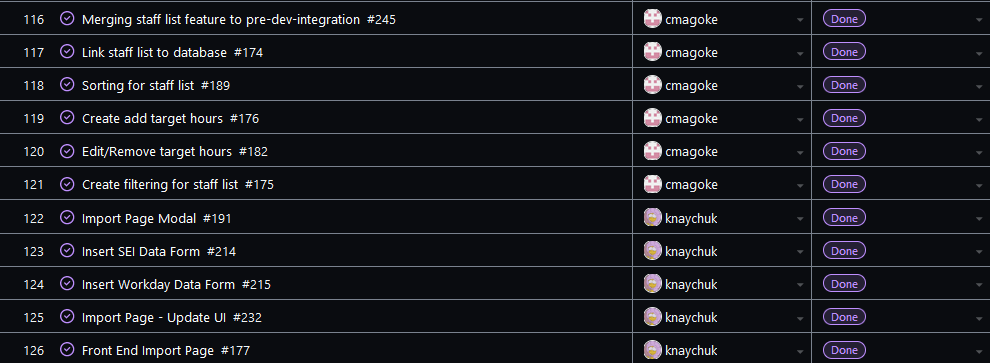 116 Merging staff list feature to pre-dev-integration #245 cmagoke Done
117 Link staff list to database #174 cmagoke Done
118 Sorting for staff list #189 cmagoke Done
119 Create add target hours #176 cmagoke Done
120 Edit/Remove target hours #182 cmagoke Done
121 Create filtering for staff list #175 cmagoke Done
122 Import Page Modal #191 knaychuk Done
123 Insert SEI Data Form #214 knaychuk Done
124 Insert Workday Data Form #215 knaychuk Done
125 Import Page - Update UI #232 knaychuk Done
126 Front End Import Page #177 knaychuk Done